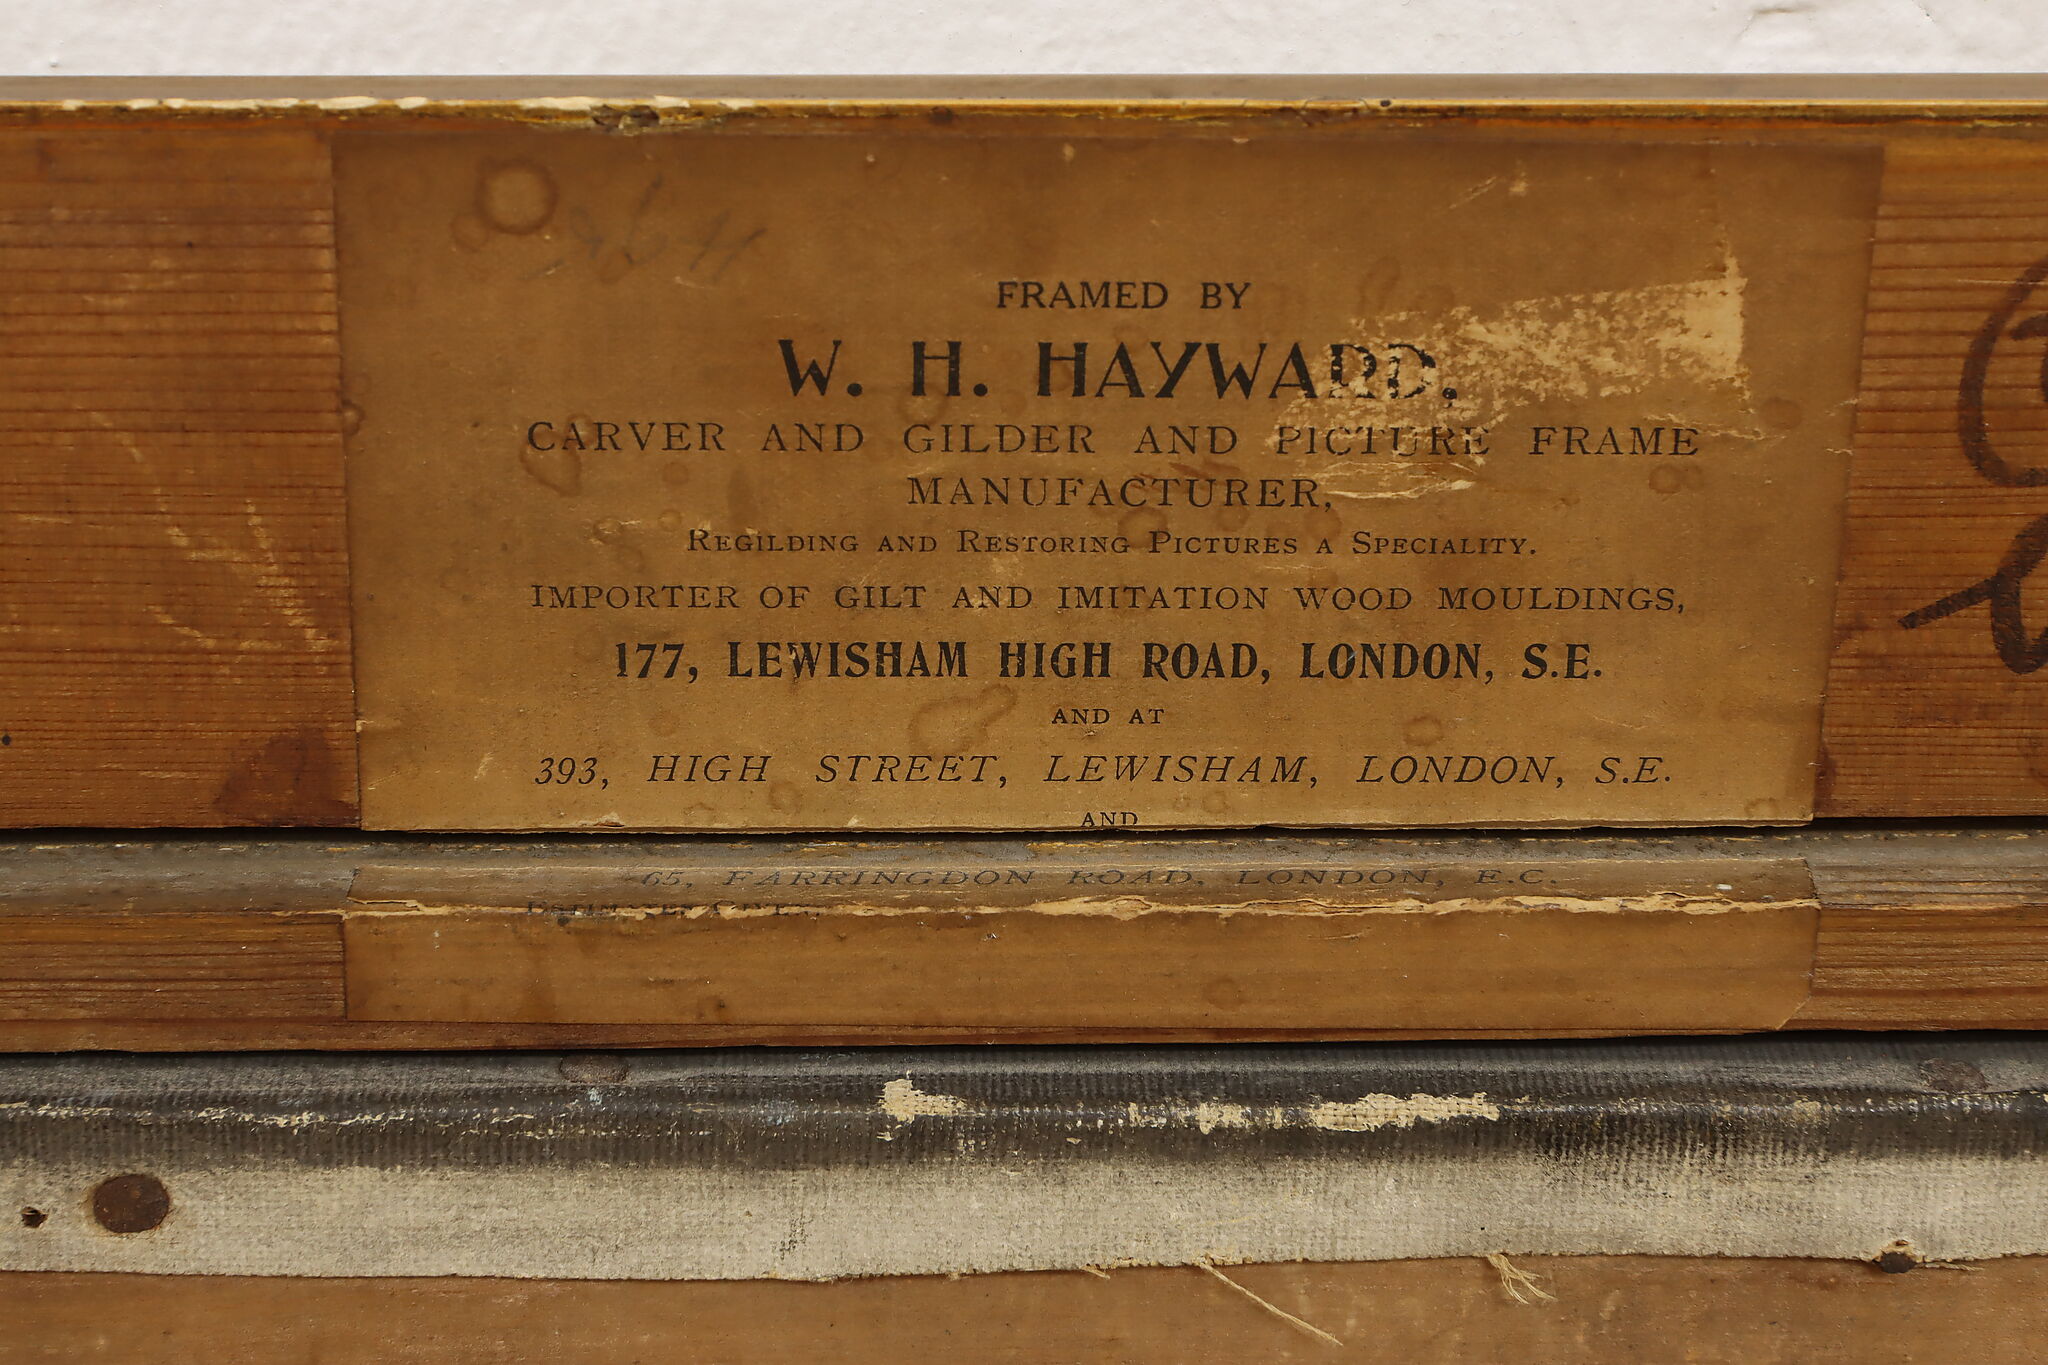 FRAMED BY
W. H. HAYWARD,
CARVER AND GILDER AND PICTURE FRAME
MANUFACTURER,
REGILDING AND RESTORING PICTURES A SPECIALITY.
IMPORTER OF GILT AND IMITATION WOOD MOULDINGS,
177, LEWISHAM HIGH ROAD, LONDON, S.E.
AND AT
393, HIGH STREET, LEWISHAM, LONDON, S.E.
AND
65, FARRINGDON ROAD, LONDON, E.C.
ESTIMATES GIVEN.